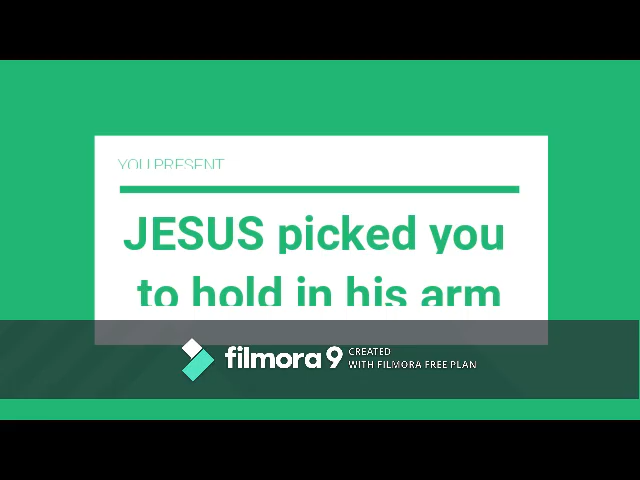 YOU PRESENT
JESUS picked you
to hold in his arm
filmora 9 CREATED
WITH FILMORA FREE PLAN